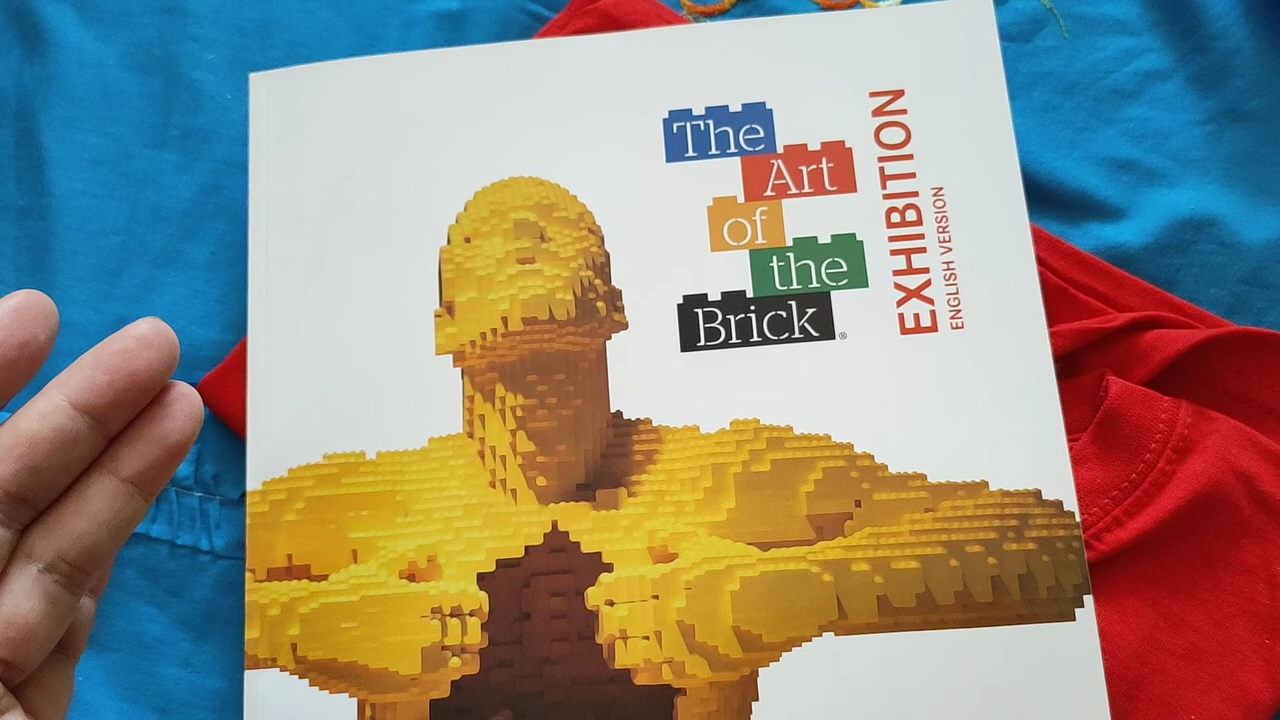 The
Art
of
the
Brick®
EXHIBITION
ENGLISH VERSION